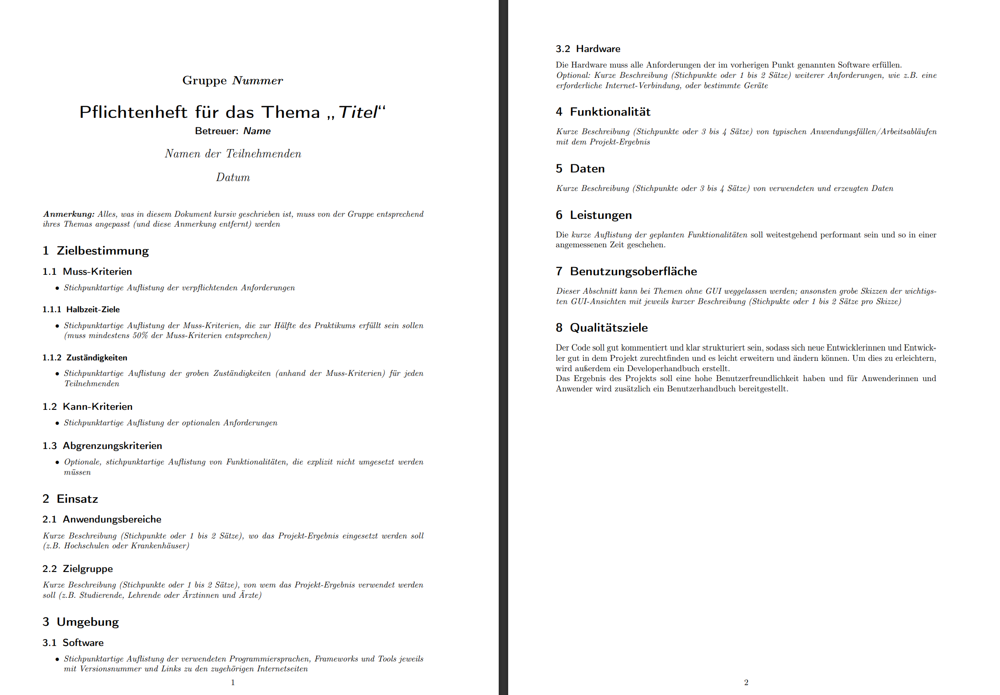 Gruppe Nummer
Pflichtenheft für das Thema „Titel“
Betreuer: Name
Namen der Teilnehmenden
Datum
Anmerkung: Alles, was in diesem Dokument kursiv geschrieben ist, muss von der Gruppe entsprechend
ihres Themas angepasst (und diese Anmerkung entfernt) werden
1 Zielbestimmung
1.1 Muss-Kriterien
• Stichpunktartige Auflistung der verpflichtenden Anforderungen
1.1.1 Halbzeit-Ziele
• Stichpunktartige Auflistung der Muss-Kriterien, die zur Hälfte des Praktikums erfüllt sein sollen
(muss mindestens 50% der Muss-Kriterien entsprechen)
1.1.2 Zuständigkeiten
• Stichpunktartige Auflistung der groben Zuständigkeiten (anhand der Muss-Kriterien) für jeden
Teilnehmenden
1.2 Kann-Kriterien
• Stichpunktartige Auflistung der optionalen Anforderungen
1.3 Abgrenzungskriterien
• Optionale, stichpunktartige Auflistung von Funktionalitäten, die explizit nicht umgesetzt werden
müssen
2 Einsatz
2.1 Anwendungsbereiche
Kurze Beschreibung (Stichpunkte oder 1 bis 2 Sätze), wo das Projekt-Ergebnis eingesetzt werden soll
(z.B. Hochschulen oder Krankenhäuser)
2.2 Zielgruppe
Kurze Beschreibung (Stichpunkte oder 1 bis 2 Sätze), von wem das Projekt-Ergebnis verwendet werden
soll (z.B. Studierende, Lehrende oder Ärztinnen und Ärzte)
3 Umgebung
3.1 Software
• Stichpunktartige Auflistung der verwendeten Programmiersprachen, Frameworks und Tools jeweils
mit Versionsnummer und Links zu den zugehörigen Internetseiten
1
3.2 Hardware
Die Hardware muss alle Anforderungen der im vorherigen Punkt genannten Software erfüllen.
Optional: Kurze Beschreibung (Stichpunkte oder 1 bis 2 Sätze) weiterer Anforderungen, wie z.B. eine
erforderliche Internet-Verbindung, oder bestimmte Geräte
4 Funktionalität
Kurze Beschreibung (Stichpunkte oder 3 bis 4 Sätze) von typischen Anwendungsfällen/Arbeitsabläufen
mit dem Projekt-Ergebnis
5 Daten
Kurze Beschreibung (Stichpunkte oder 3 bis 4 Sätze) von verwendeten und erzeugten Daten
6 Leistungen
Die kurze Auflistung der geplanten Funktionalitäten soll weitestgehend performant sein und so in einer
angemessenen Zeit geschehen.
7 Benutzungsoberfläche
Dieser Abschnitt kann bei Themen ohne GUI weggelassen werden; ansonsten grobe Skizzen der wichtigs-
ten GUI-Ansichten mit jeweils kurzer Beschreibung (Stichpukte oder 1 bis 2 Sätze pro Skizze)
8 Qualitätsziele
Der Code soll gut kommentiert und klar strukturiert sein, sodass sich neue Entwicklerinnen und Entwick-
ler gut in dem Projekt zurechtfinden und es leicht erweitern und ändern können. Um dies zu erleichtern,
wird außerdem ein Developerhandbuch erstellt.
Das Ergebnis des Projekts soll eine hohe Benutzerfreundlichkeit haben und für Anwenderinnen und
Anwender wird zusätzlich ein Benutzerhandbuch bereitgestellt.
2